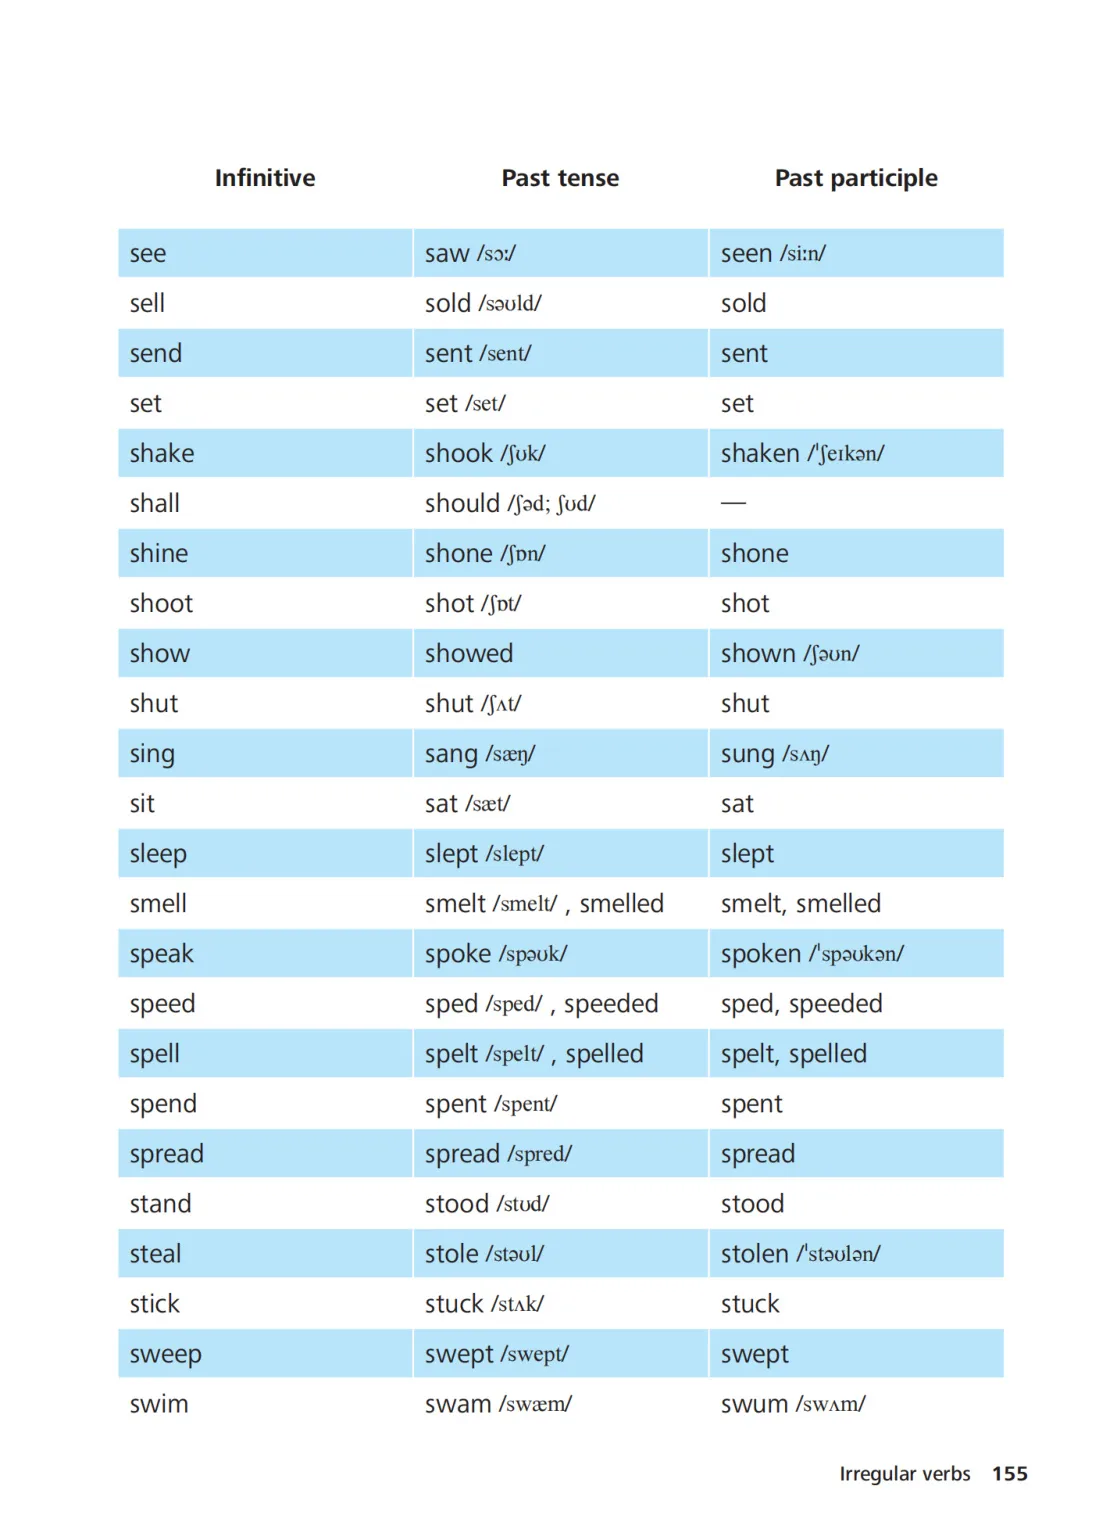 Infinitive Past tense Past participle
see saw /sɔː/ seen /siːn/
sell sold /səʊld/ sold
send sent /sent/ sent
set set /set/ set
shake shook /ʃʊk/ shaken /ˈʃeɪkən/
shall should /ʃəd; ʃʊd/ —
shine shone /ʃɒn/ shone
shoot shot /ʃɒt/ shot
show showed shown /ʃəʊn/
shut shut /ʃʌt/ shut
sing sang /sæŋ/ sung /sʌŋ/
sit sat /sæt/ sat
sleep slept /slept/ slept
smell smelt /smelt/ , smelled smelt, smelled
speak spoke /spəʊk/ spoken /ˈspəʊkən/
speed sped /sped/ , speeded sped, speeded
spell spelt /spelt/ , spelled spelt, spelled
spend spent /spent/ spent
spread spread /spred/ spread
stand stood /stʊd/ stood
steal stole /stəʊl/ stolen /ˈstəʊlən/
stick stuck /stʌk/ stuck
sweep swept /swept/ swept
swim swam /swæm/ swum /swʌm/
Irregular verbs 155